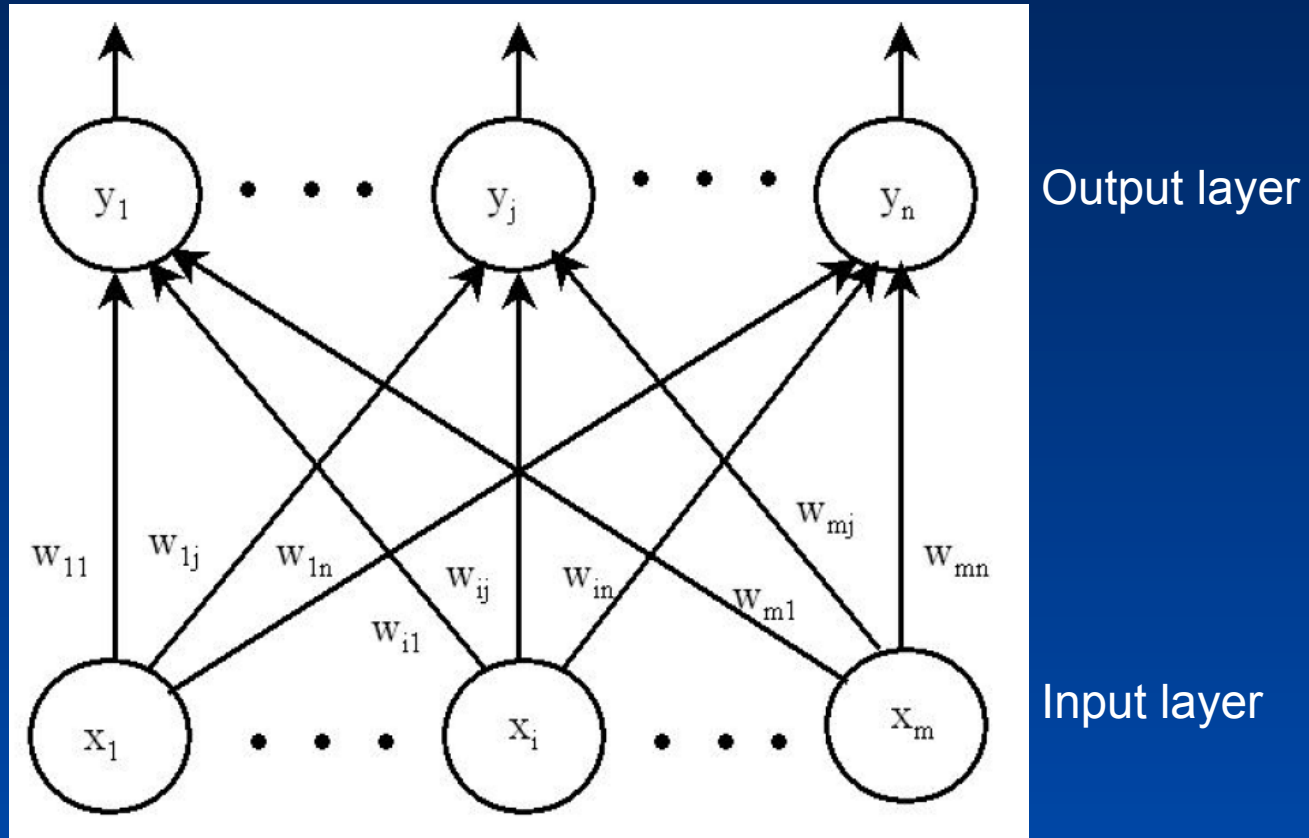 y₁ • • • yⱼ • • • yₙ
Output layer
w₁₁ w₁ⱼ w₁ₙ wᵢⱼ wᵢₙ wₘⱼ wₘₙ
wᵢ₁ wₘ₁
x₁ • • • xᵢ • • • xₘ
Input layer